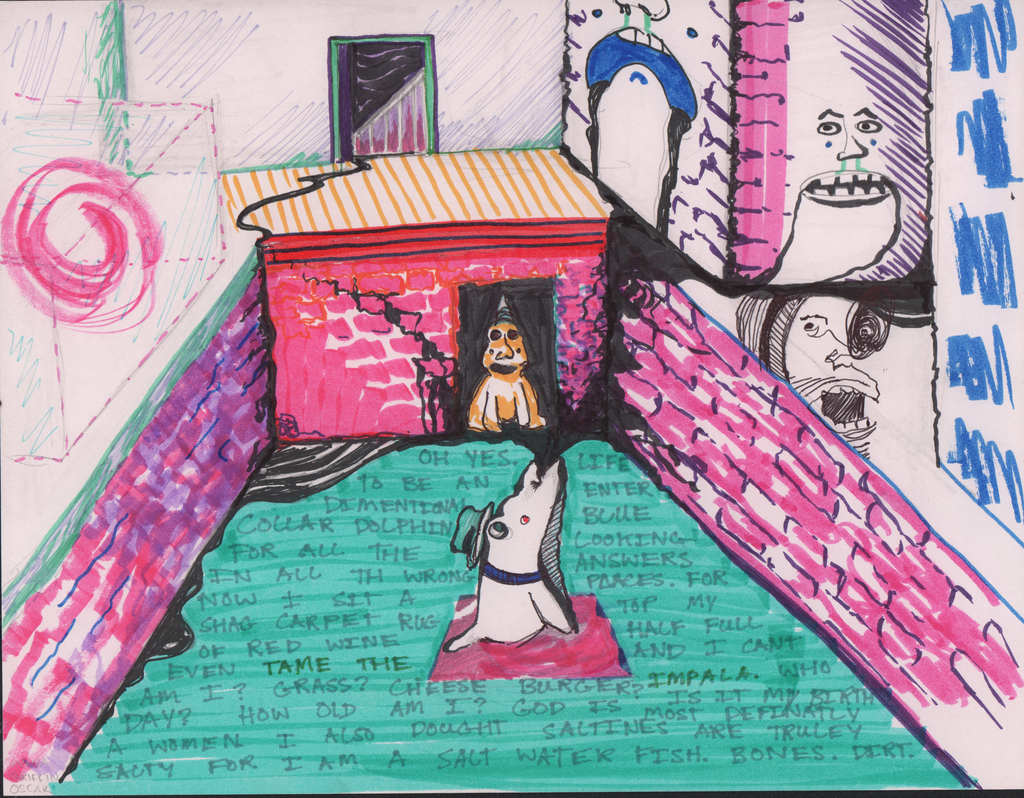 OH YES. LIFE
TO BE AN ENTER
DEMENTIONAL BLUE
COLLAR DOLPHIN LOOKING
FOR ALL THE ANSWERS
IN ALL TH WRONG PLACES. FOR
NOW I SIT A TOP MY
SHAG CARPET RUG HALF FULL
OF RED WINE AND I CANT
EVEN TAME THE IMPALA. WHO
AM I? GRASS? CHEESE BURGER? IS IT MY BIRTH
DAY? HOW OLD AM I? GOD IS MOST DEFINATLY
A WOMEN I ALSO DOUGHT SALTINES ARE TRULEY
SALTY FOR I AM A SALT WATER FISH. BONES. DIRT.
GRIFFIN
OSCAR